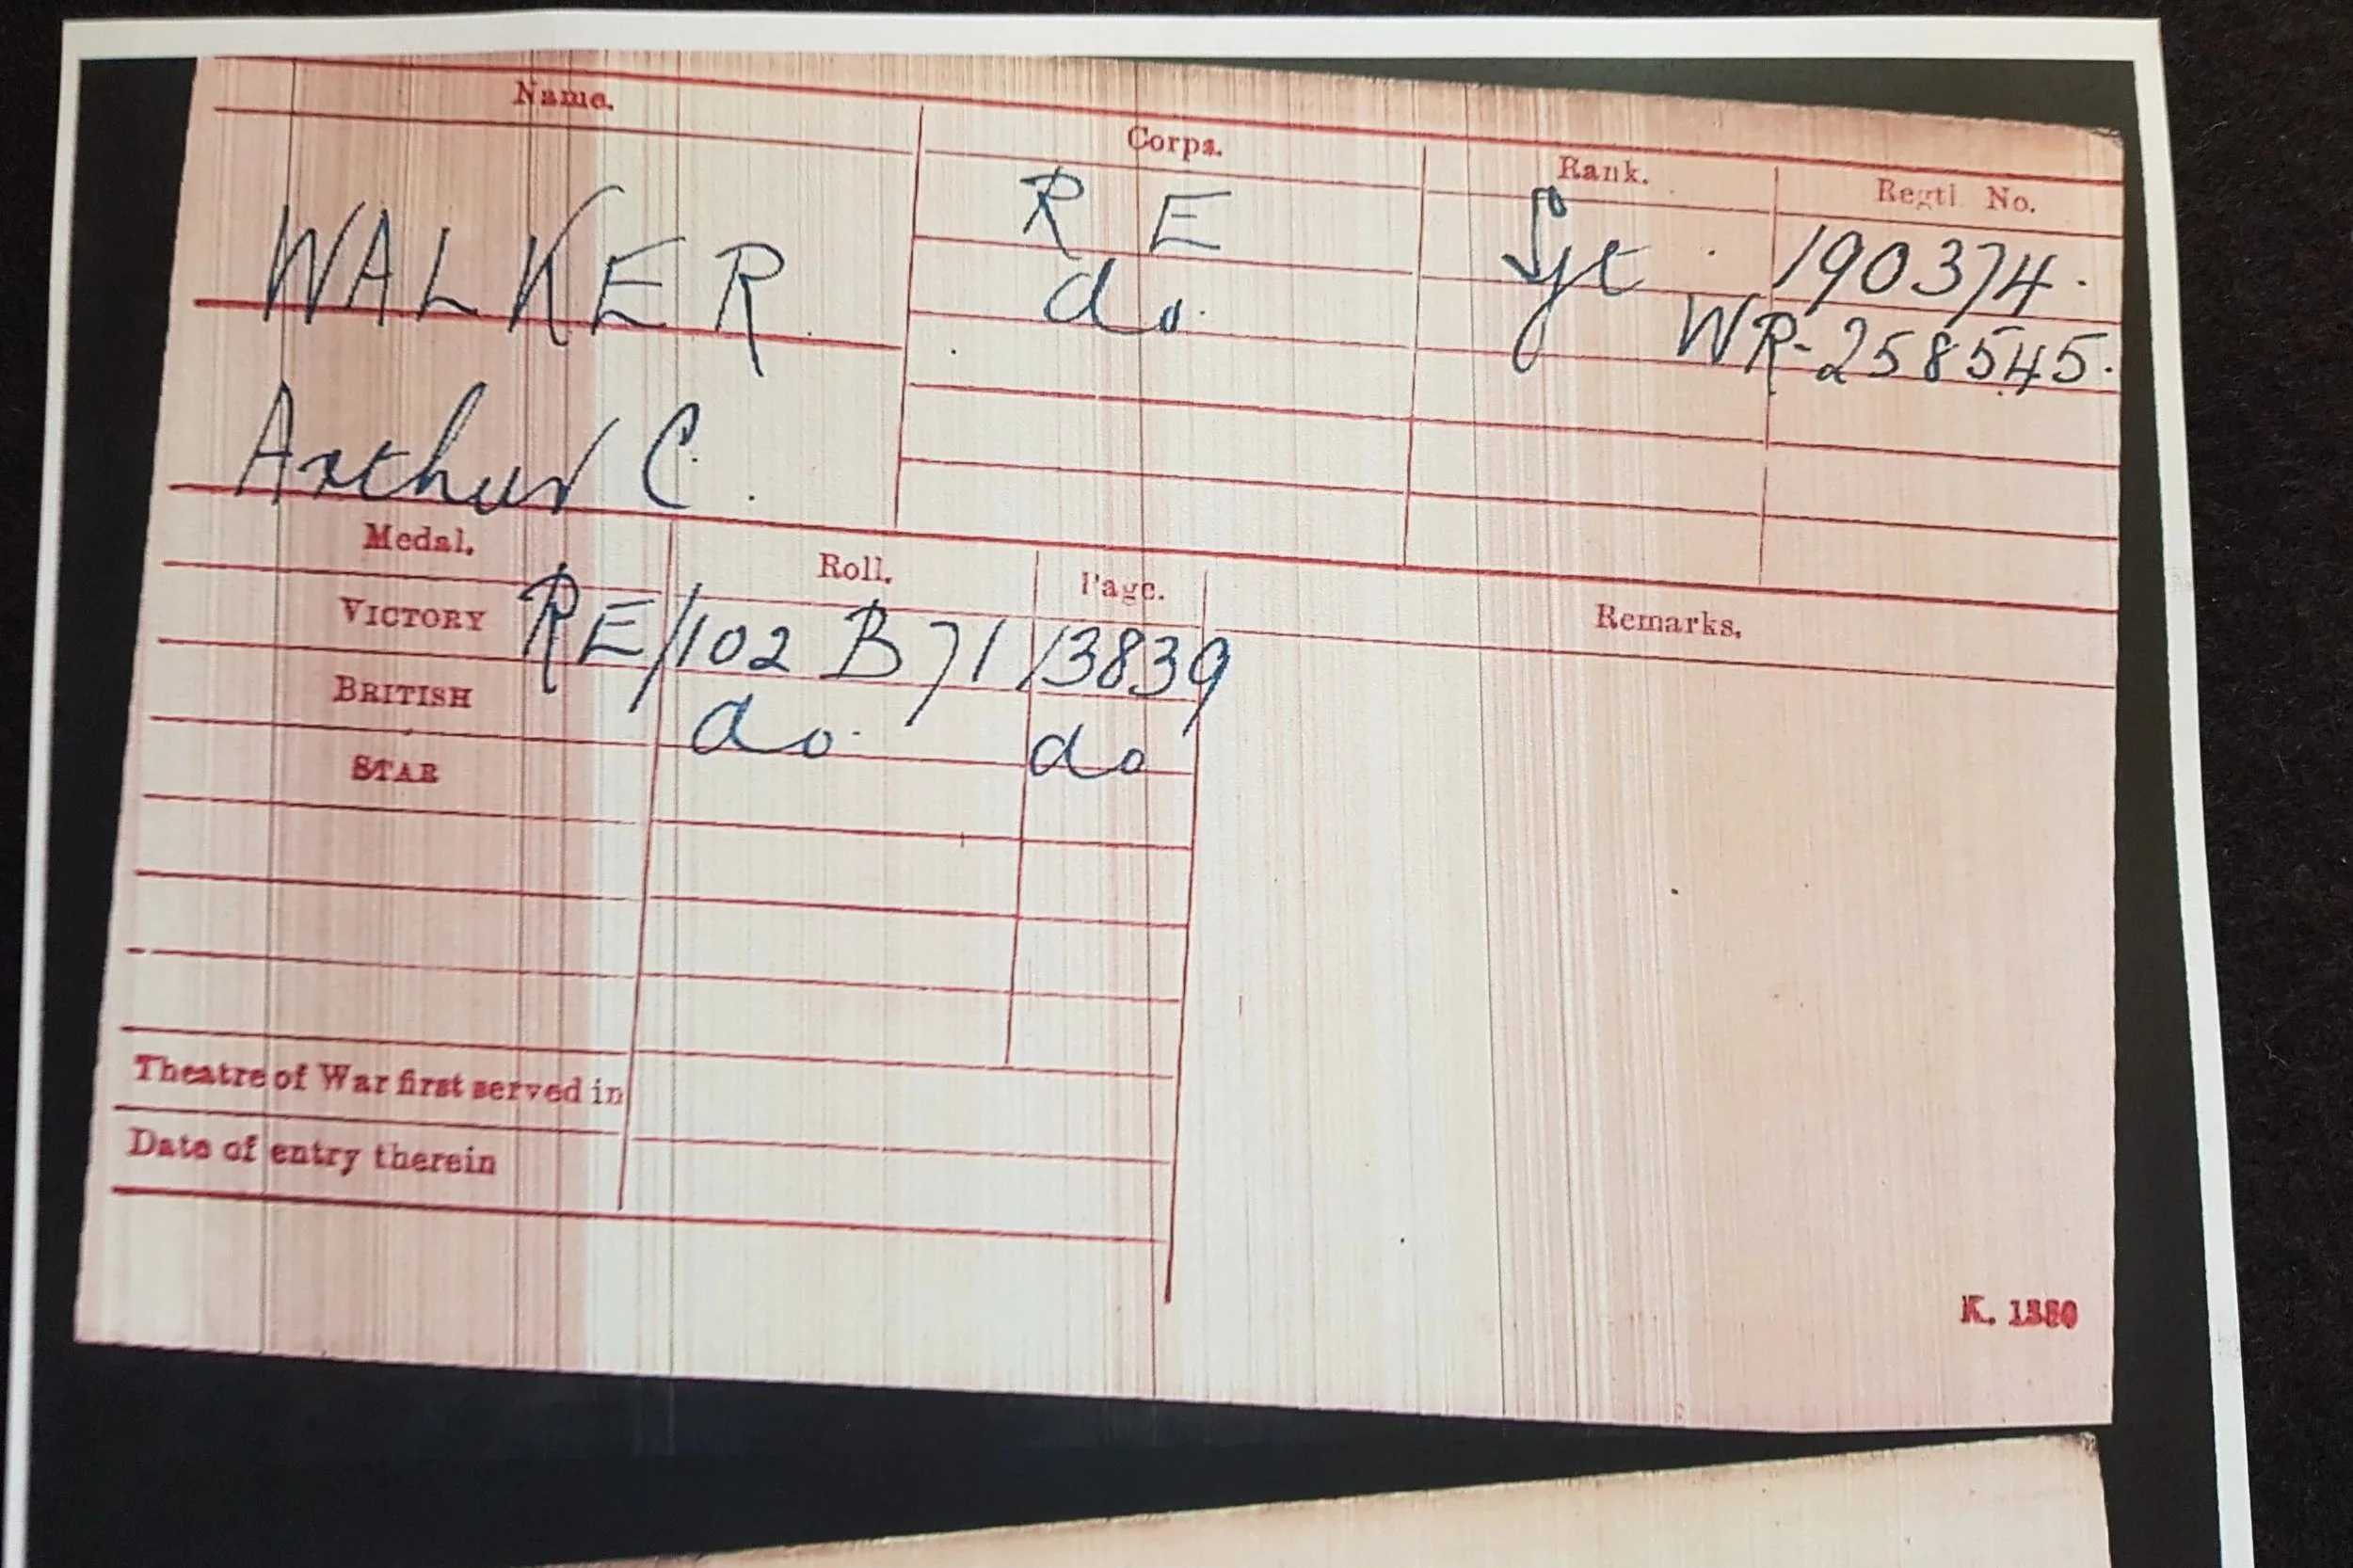 Name. Corps. Rank. Regtl No.
WALKER R E Sgt 190374.
do. WR-258545.
Arthur C.
Medal. Roll. Page. Remarks.
VICTORY RE/102 B71 13839
BRITISH do. do
STAR
Theatre of War first served in
Date of entry therein
K. 1380